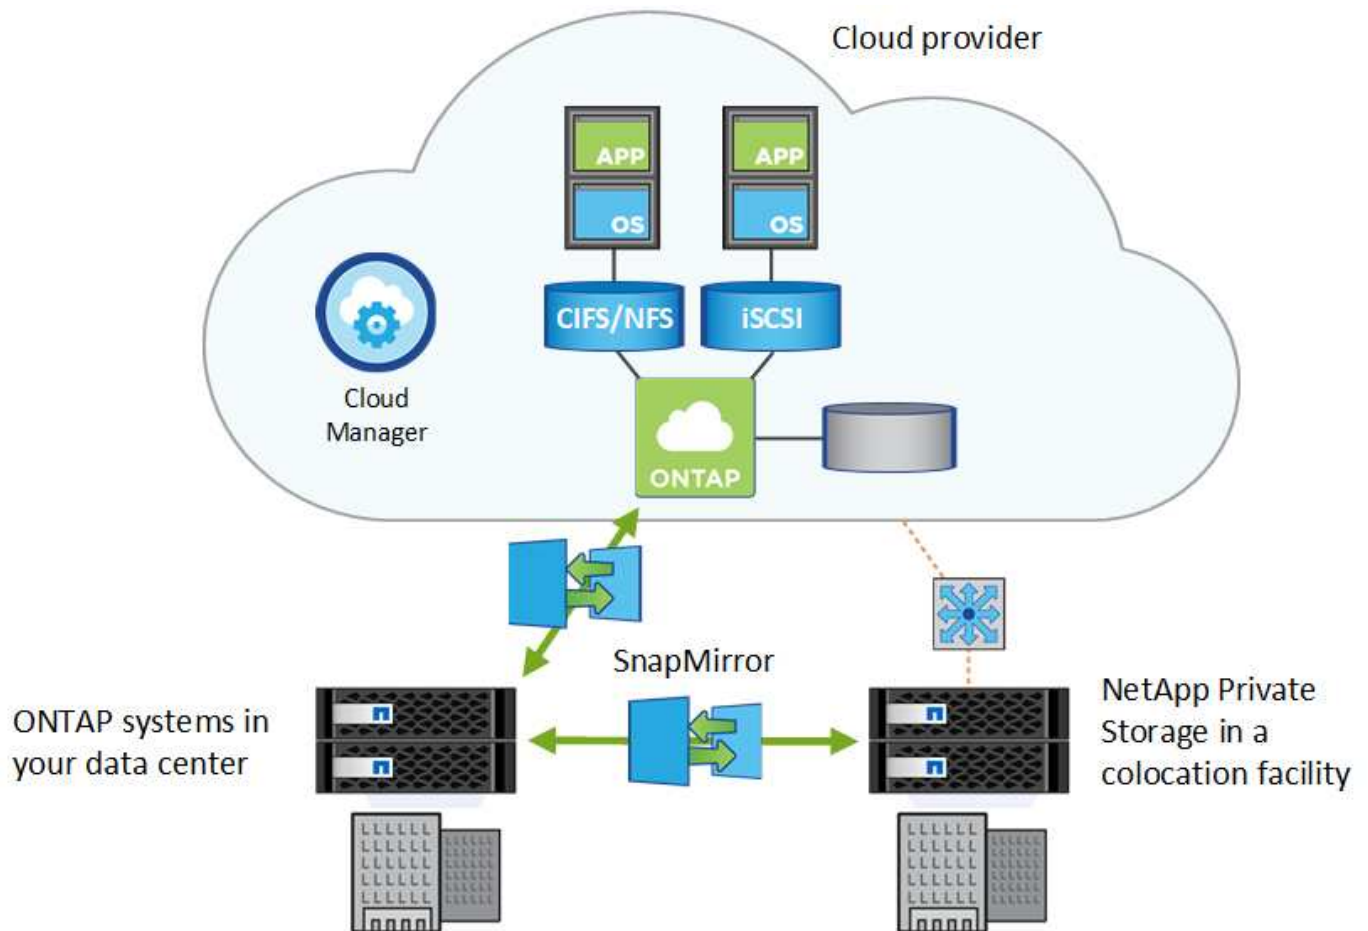 Cloud provider
APP
APP
OS
OS
CIFS/NFS
iSCSI
Cloud
Manager
ONTAP
SnapMirror
ONTAP systems in
your data center
NetApp Private
Storage in a
colocation facility